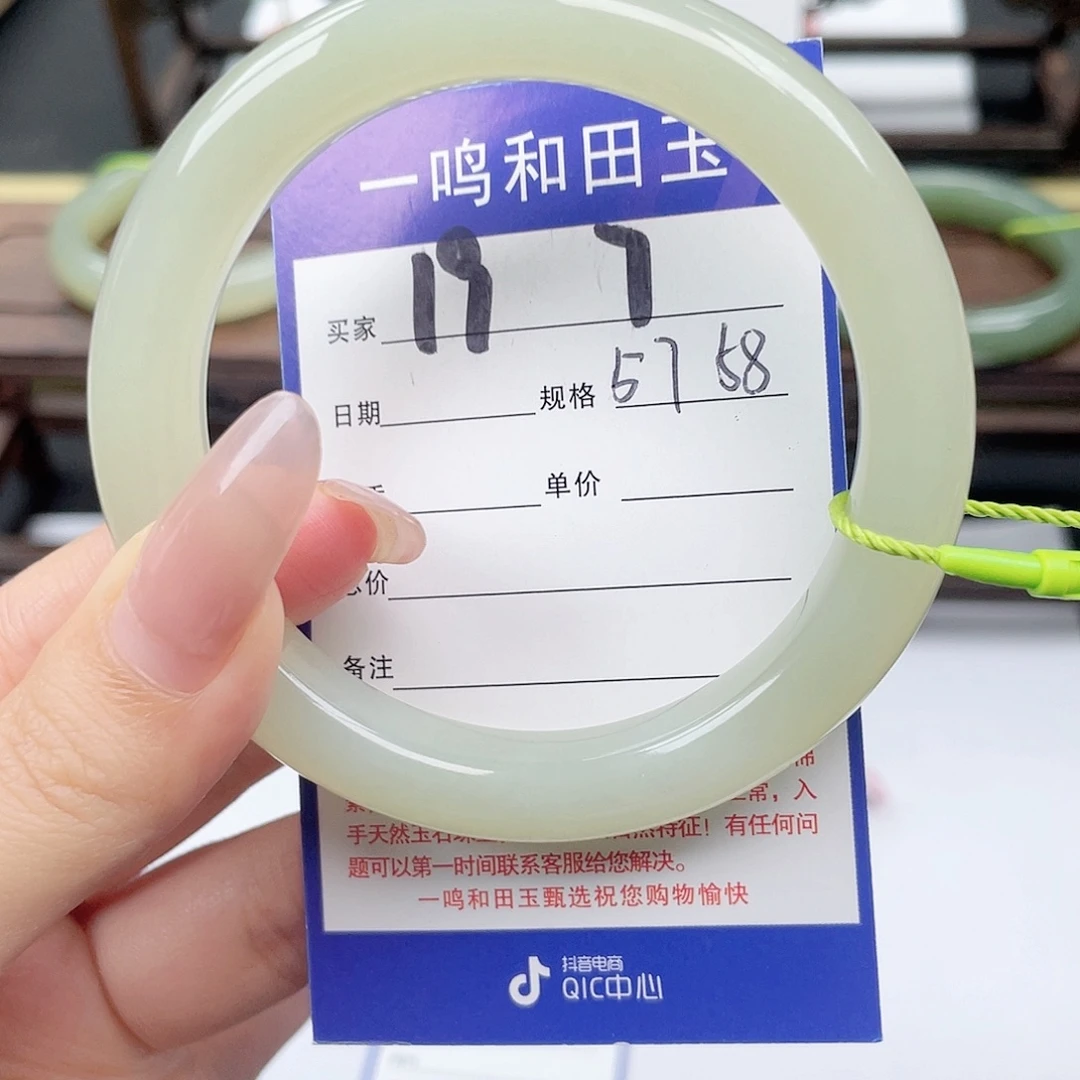 一鸣和田玉
买家 19 7
日期 规格 57 58
单价
价
备注
常，入
手天然玉石 特征！有任何问
题可以第一时间联系客服给您解决。
一鸣和田玉甄选祝您购物愉快
抖音电商
QIC中心